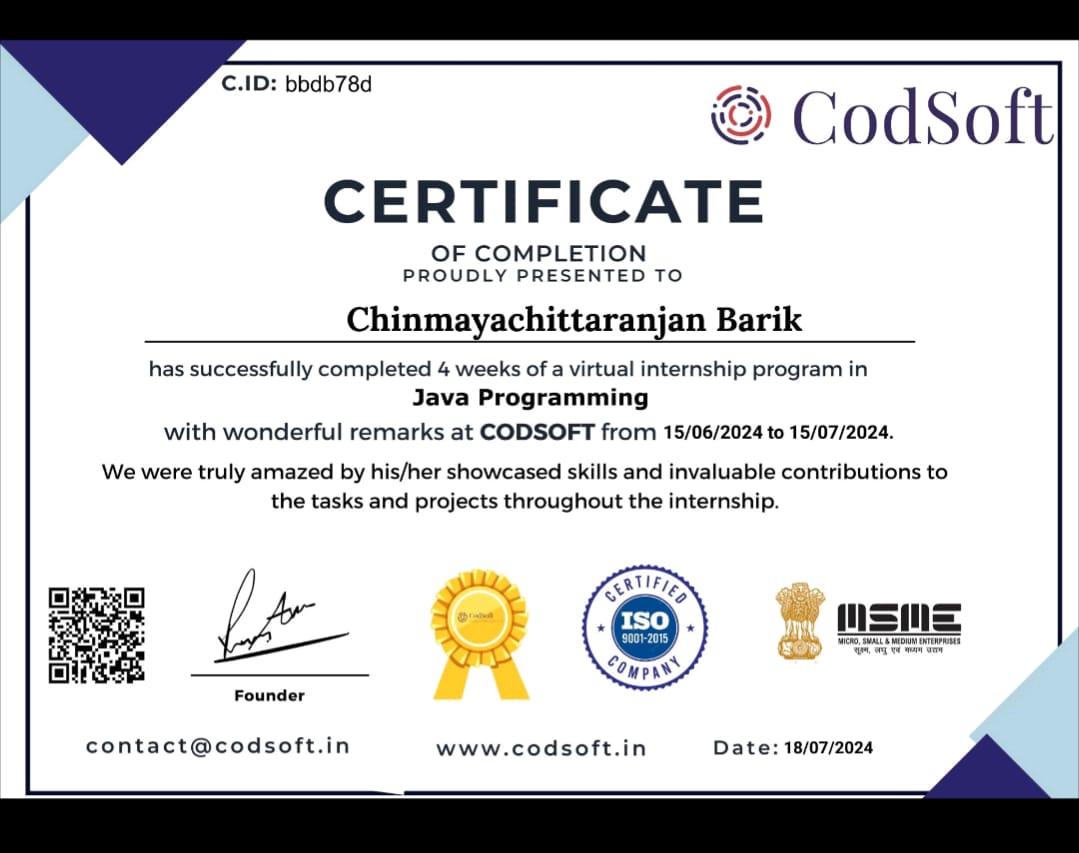 C.ID: bbdb78d
CodSoft
CERTIFICATE
OF COMPLETION
PROUDLY PRESENTED TO
Chinmayachittaranjan Barik
has successfully completed 4 weeks of a virtual internship program in
Java Programming
with wonderful remarks at CODSOFT from 15/06/2024 to 15/07/2024.
We were truly amazed by his/her showcased skills and invaluable contributions to
the tasks and projects throughout the internship.
Founder
CodSoft
CERTIFIED
ISO
9001-2015
COMPANY
MSME
MICRO, SMALL & MEDIUM ENTERPRISES
सूक्ष्म, लघु एवं मध्यम उद्यम
contact@codsoft.in
www.codsoft.in
Date: 18/07/2024